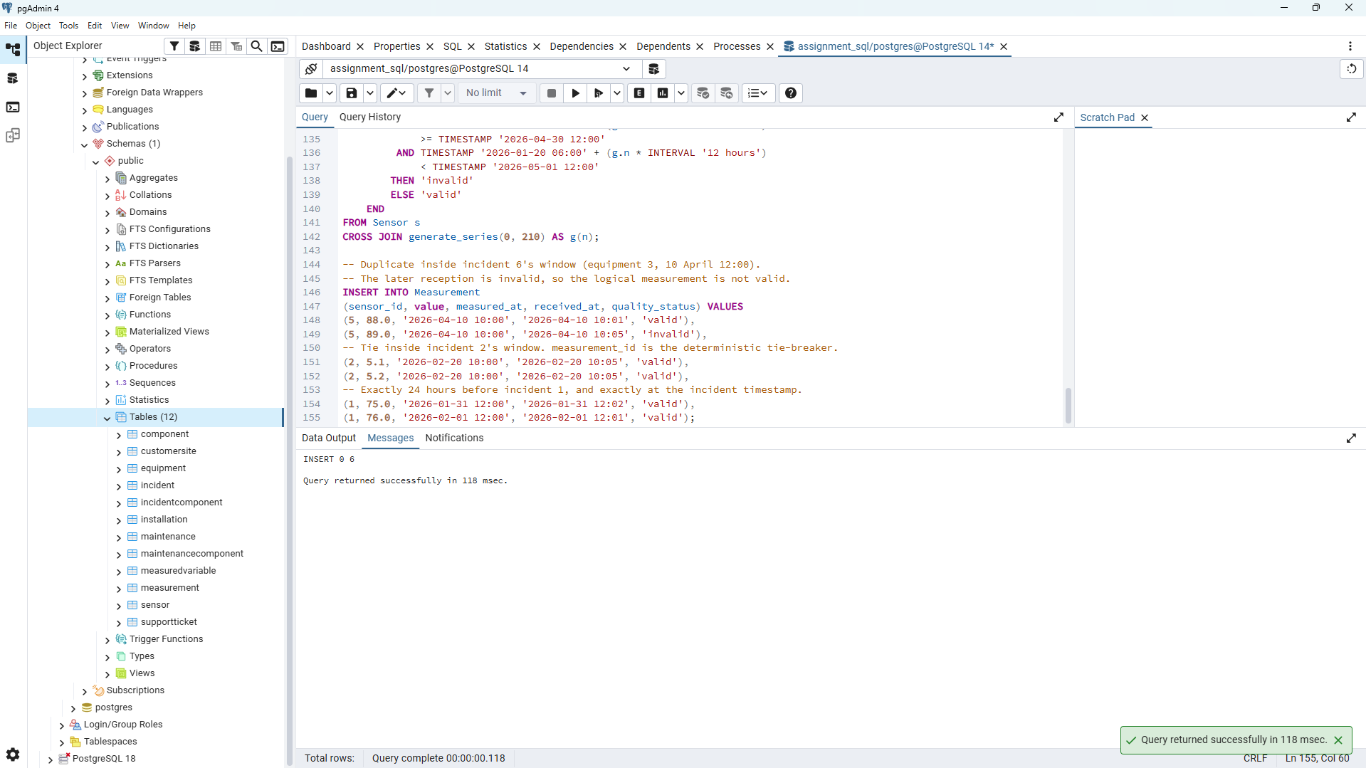 pgAdmin 4
File Object Tools Edit View Window Help
Object Explorer
Dashboard Properties SQL Statistics Dependencies Dependents Processes assignment_sql/postgres@PostgreSQL 14*
Event Triggers
Extensions
Foreign Data Wrappers
Languages
Publications
Schemas (1)
public
Aggregates
Collations
Domains
FTS Configurations
FTS Dictionaries
FTS Parsers
FTS Templates
Foreign Tables
Functions
Materialized Views
Operators
Procedures
1..3 Sequences
Statistics
Tables (12)
component
customersite
equipment
incident
incidentcomponent
installation
maintenance
maintenancecomponent
measuredvariable
measurement
sensor
supportticket
Trigger Functions
Types
Views
Subscriptions
postgres
Login/Group Roles
Tablespaces
PostgreSQL 18
assignment_sql/postgres@PostgreSQL 14
No limit
Query Query History
Scratch Pad
135 >= TIMESTAMP '2026-04-30 12:00'
136 AND TIMESTAMP '2026-01-20 06:00' + (g.n * INTERVAL '12 hours')
137 < TIMESTAMP '2026-05-01 12:00'
138 THEN 'invalid'
139 ELSE 'valid'
140 END
141 FROM Sensor s
142 CROSS JOIN generate_series(0, 210) AS g(n);
143
144 -- Duplicate inside incident 6's window (equipment 3, 10 April 12:00).
145 -- The later reception is invalid, so the logical measurement is not valid.
146 INSERT INTO Measurement
147 (sensor_id, value, measured_at, received_at, quality_status) VALUES
148 (5, 88.0, '2026-04-10 10:00', '2026-04-10 10:01', 'valid'),
149 (5, 89.0, '2026-04-10 10:00', '2026-04-10 10:05', 'invalid'),
150 -- Tie inside incident 2's window. measurement_id is the deterministic tie-breaker.
151 (2, 5.1, '2026-02-20 10:00', '2026-02-20 10:05', 'valid'),
152 (2, 5.2, '2026-02-20 10:00', '2026-02-20 10:05', 'valid'),
153 -- Exactly 24 hours before incident 1, and exactly at the incident timestamp.
154 (1, 75.0, '2026-01-31 12:00', '2026-01-31 12:02', 'valid'),
155 (1, 76.0, '2026-02-01 12:00', '2026-02-01 12:01', 'valid');
Data Output Messages Notifications
INSERT 0 6
Query returned successfully in 118 msec.
Query returned successfully in 118 msec.
Total rows: Query complete 00:00:00.118 CRLF Ln 155, Col 60